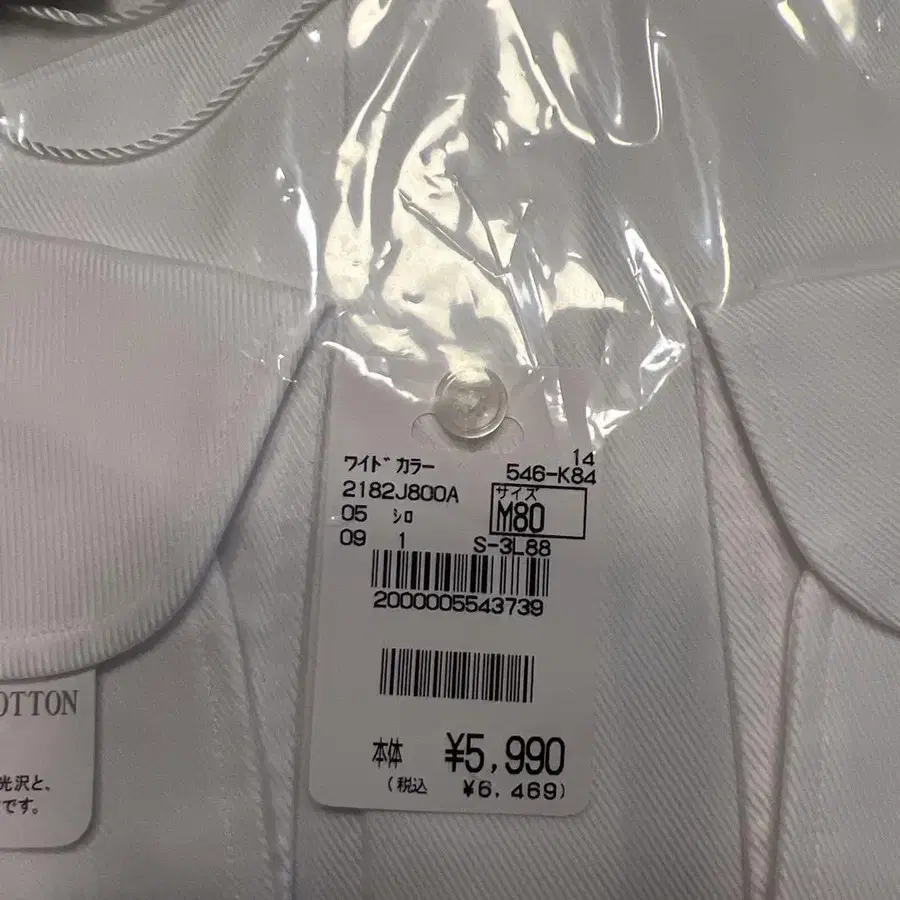 14
ﾜｲﾄﾞｶﾗｰ 546-K84
2182J800A サイズ
05 ｼﾛ M80
09 1 S-3L88
2000005543739
本体 ¥5,990
(税込 ¥6,469)
OTTON
光沢と、
です。